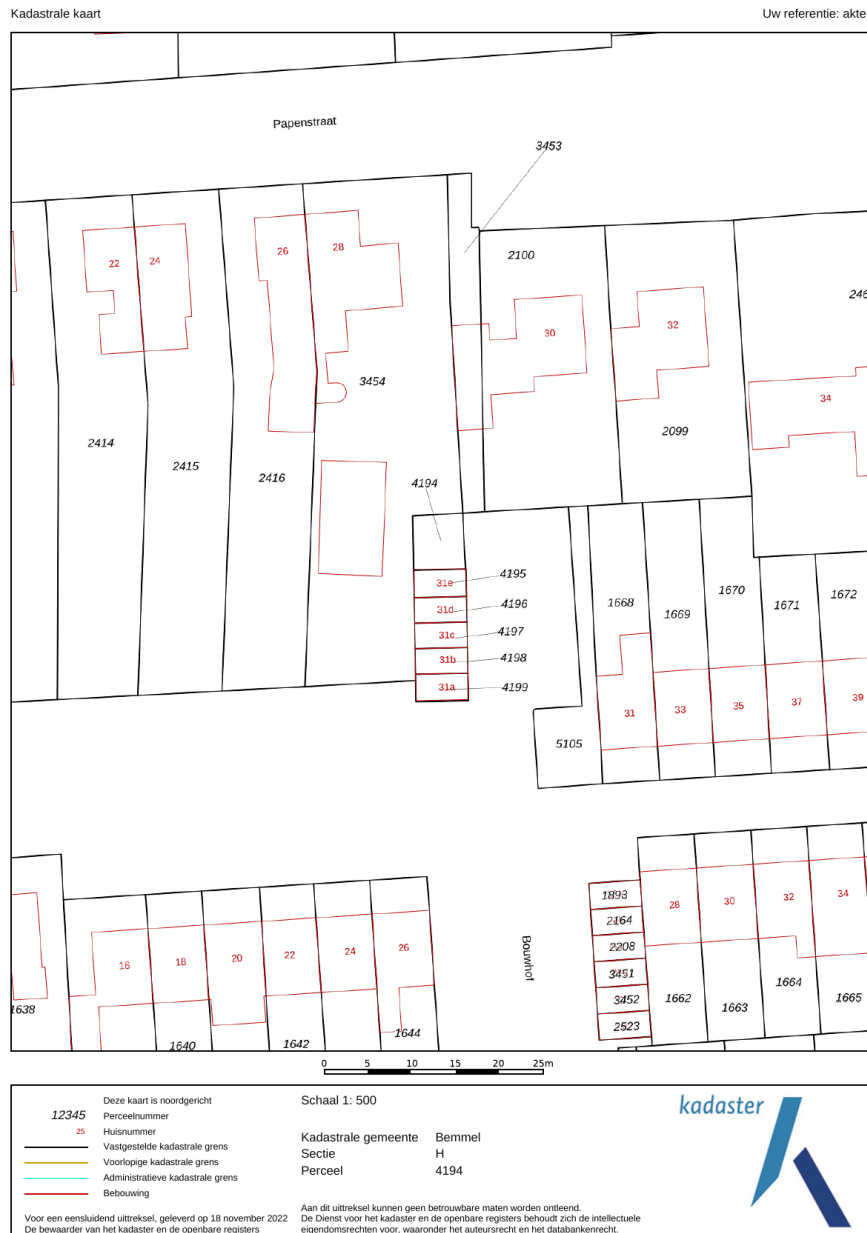 Kadastrale kaart
Uw referentie: akte
Papenstraat
3453
22
24
26
28
2100
246
30
32
34
3454
2414
2415
2416
2099
4194
31e
4195
31d
4196
31c
4197
31b
4198
31a
4199
1668
1669
1670
1671
1672
31
33
35
37
39
5105
16
18
20
22
24
26
1638
1640
1642
1644
Bouwhof
1893
2164
2208
3451
3452
2523
28
30
32
34
1662
1663
1664
1665
0 5 10 15 20 25m
Deze kaart is noordgericht
12345 Perceelnummer
25 Huisnummer
Vastgestelde kadastrale grens
Voorlopige kadastrale grens
Administratieve kadastrale grens
Bebouwing
Voor een eensluidend uittreksel, geleverd op 18 november 2022
De bewaarder van het kadaster en de openbare registers
Schaal 1: 500
Kadastrale gemeente Bemmel
Sectie H
Perceel 4194
Aan dit uittreksel kunnen geen betrouwbare maten worden ontleend.
De Dienst voor het kadaster en de openbare registers behoudt zich de intellectuele
eigendomsrechten voor, waaronder het auteursrecht en het databankenrecht.
kadaster